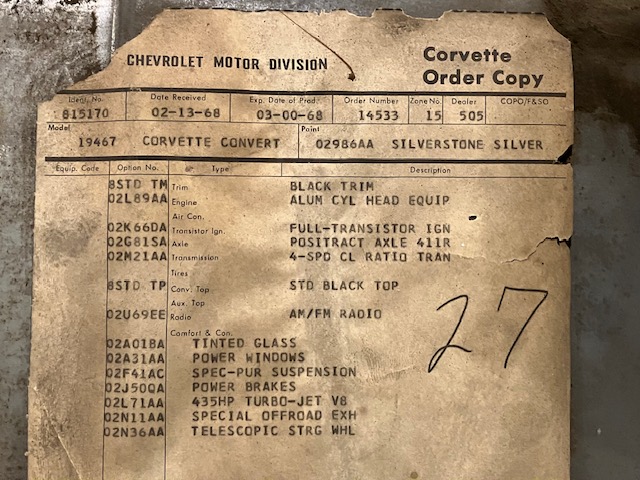 CHEVROLET MOTOR DIVISION
Corvette
Order Copy
Ident. No. Date Received Exp. Date of Prod. Order Number Zone No. Dealer COPO/F&SO
815170 02-13-68 03-00-68 14533 15 505
Model Paint
19467 CORVETTE CONVERT 02986AA SILVERSTONE SILVER
Equip. Code Option No. Type Description
8STD TM Trim BLACK TRIM
02L89AA Engine ALUM CYL HEAD EQUIP
Air Con.
02K66DA Transistor Ign. FULL-TRANSISTOR IGN
02G81SA Axle POSITRACT AXLE 411R
02M21AA Transmission 4-SPD CL RATIO TRAN
Tires
8STD TP Conv. Top STD BLACK TOP
Aux. Top
02U69EE Radio AM/FM RADIO
Comfort & Con.
02A01BA TINTED GLASS
02A31AA POWER WINDOWS
02F41AC SPEC-PUR SUSPENSION
02J50QA POWER BRAKES
02L71AA 435HP TURBO-JET V8
02N11AA SPECIAL OFFROAD EXH
02N36AA TELESCOPIC STRG WHL
27